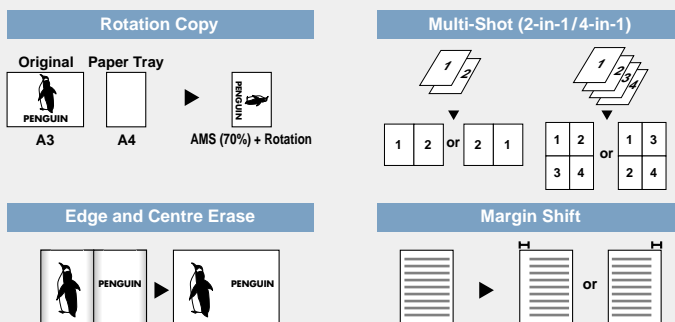 Rotation Copy
Original Paper Tray
PENGUIN
A3
A4
PENGUIN
AMS (70%) + Rotation
Multi-Shot (2-in-1/4-in-1)
1 2
1 2 3 4
1 2 or 2 1
1 2 or 1 3
3 4 2 4
Edge and Centre Erase
PENGUIN
PENGUIN
Margin Shift
or